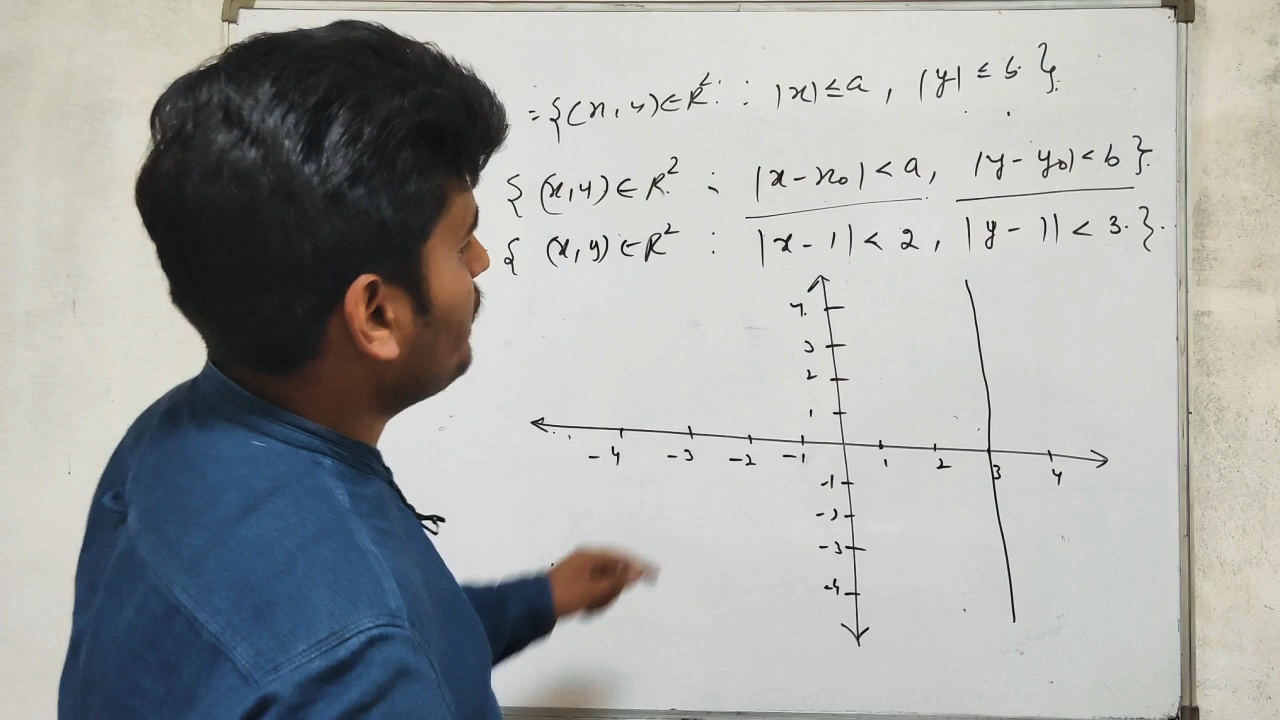 = {(x, y) ∈ R² : |x| ≤ a , |y| ≤ b. }.
{ (x, y) ∈ R² : |x - x₀| < a, |y - y₀| < b }.
{ (x, y) ∈ R² : |x - 1| < 2 , |y - 1| < 3. }.
4.
3
2
1
-4 -3 -2 -1 1 2 3 4
-1
-2
-3
-4